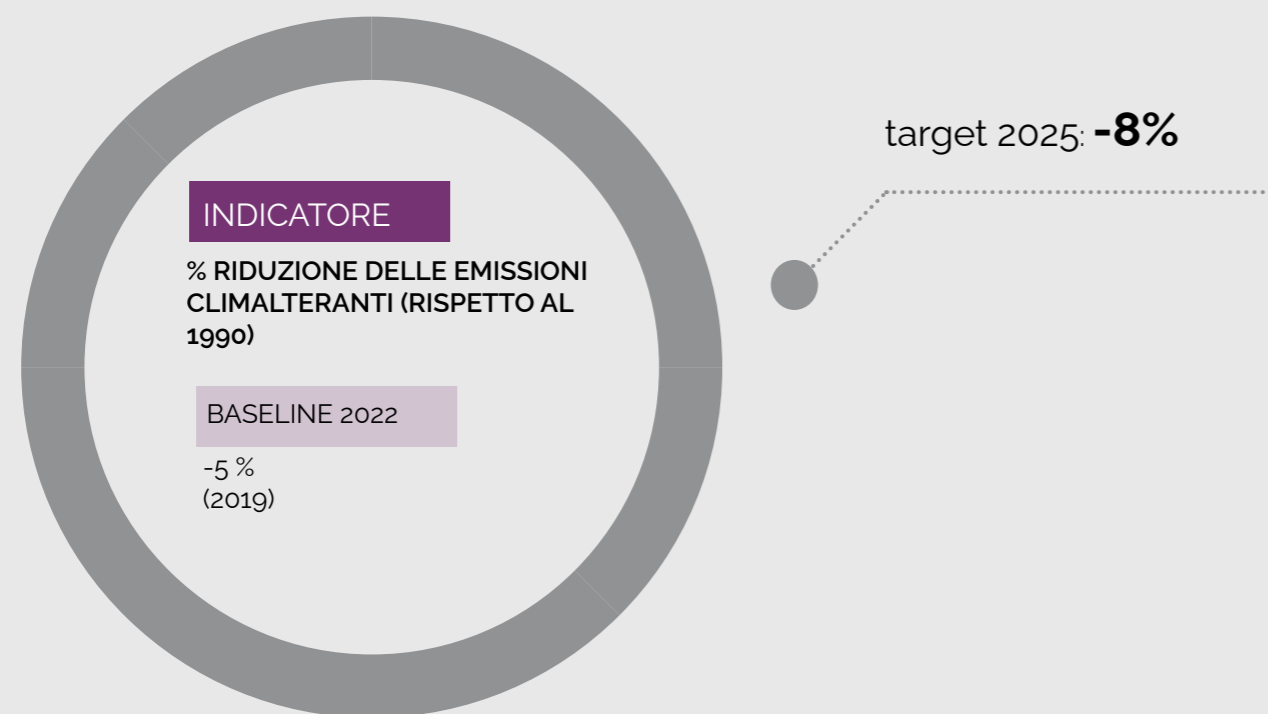 INDICATORE
% RIDUZIONE DELLE EMISSIONI
CLIMALTERANTI (RISPETTO AL
1990)
BASELINE 2022
-5 %
(2019)
target 2025: -8%